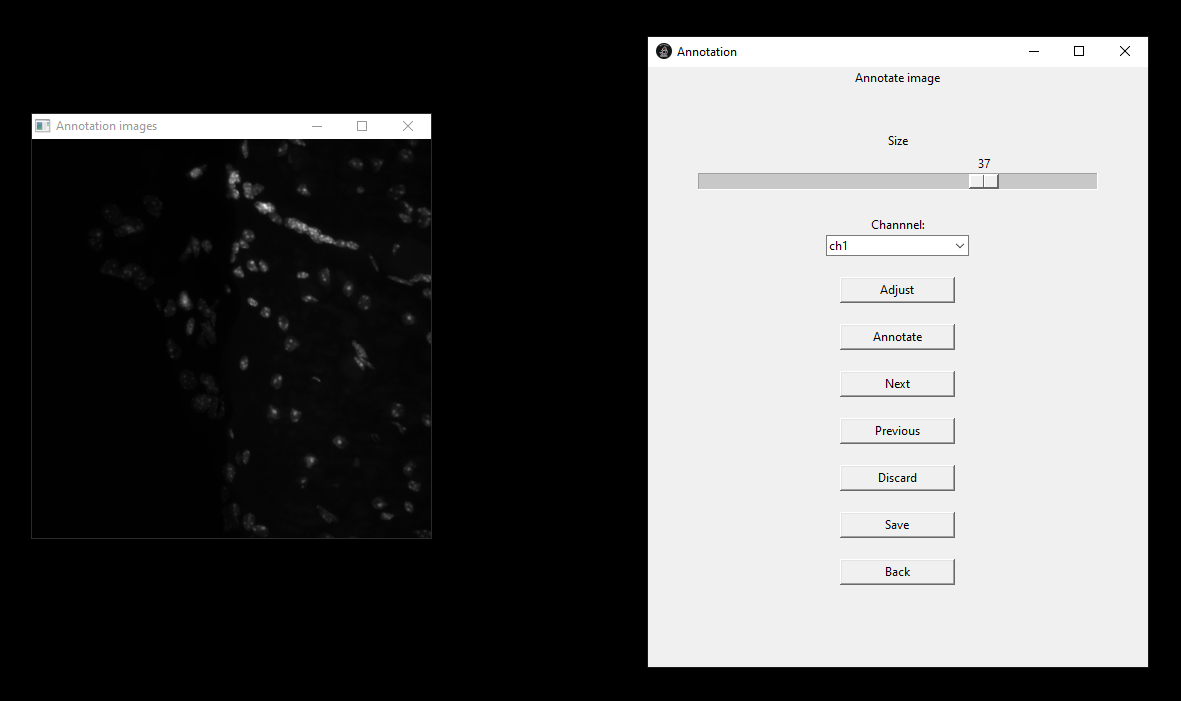 Annotation images
Annotation
Annotate image
Size
37
Channnel:
ch1
Adjust
Annotate
Next
Previous
Discard
Save
Back